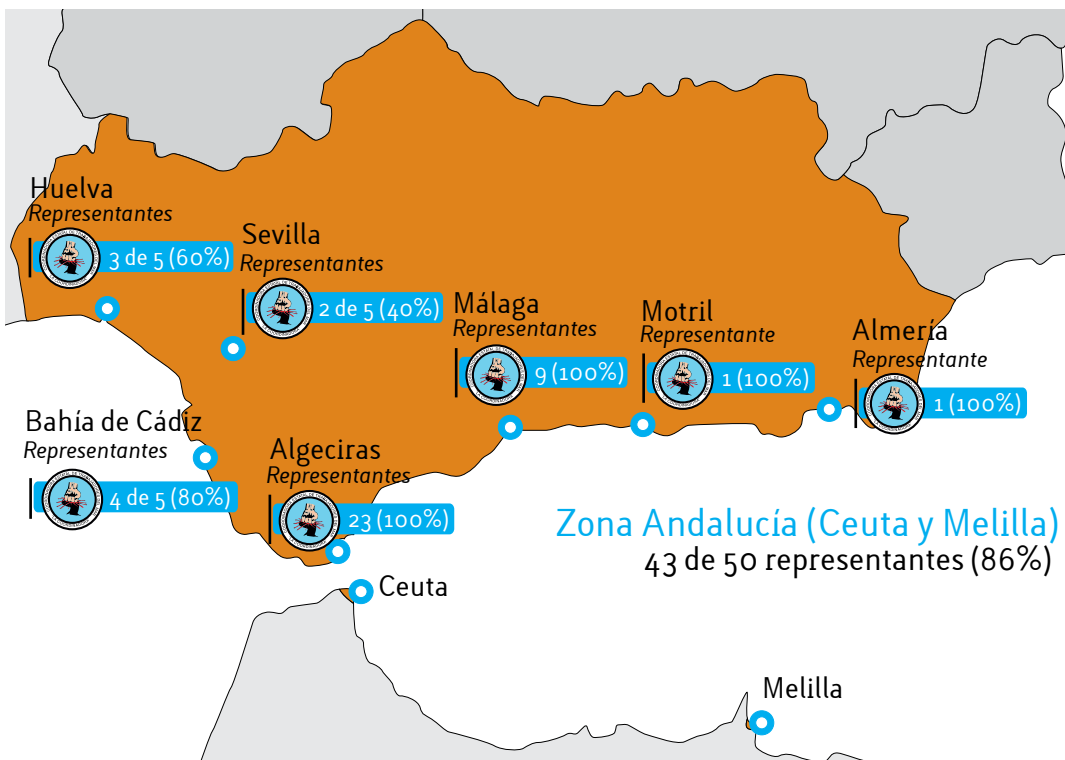 Huelva
Representantes
3 de 5 (60%)
Sevilla
Representantes
2 de 5 (40%)
Málaga
Representantes
9 (100%)
Motril
Representante
1 (100%)
Almería
Representante
1 (100%)
Bahía de Cádiz
Representantes
4 de 5 (80%)
Algeciras
Representantes
23 (100%)
Zona Andalucía (Ceuta y Melilla)
43 de 50 representantes (86%)
Ceuta
Melilla